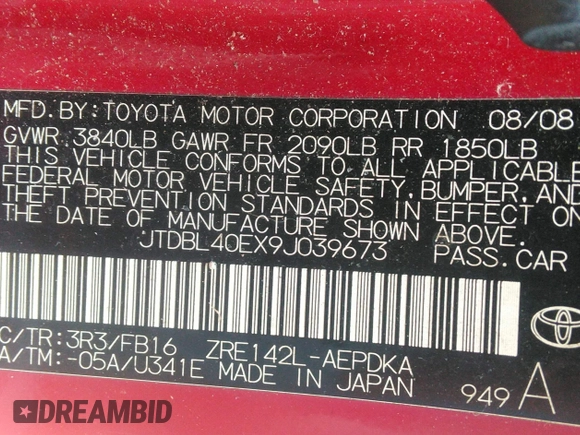 MFD. BY: TOYOTA MOTOR CORPORATION 08/08
GVWR 3840LB GAWR FR 2090LB RR 1850LB
THIS VEHICLE CONFORMS TO ALL APPLICABLE
FEDERAL MOTOR VEHICLE SAFETY, BUMPER, AND
THEFT PREVENTION STANDARDS IN EFFECT ON
THE DATE OF MANUFACTURE SHOWN ABOVE.
JTDBL40EX9J039673 PASS. CAR
C/TR: 3R3/FB16 ZRE142L-AEPDKA
A/TM: -05A/U341E MADE IN JAPAN 949 A
DREAMBID